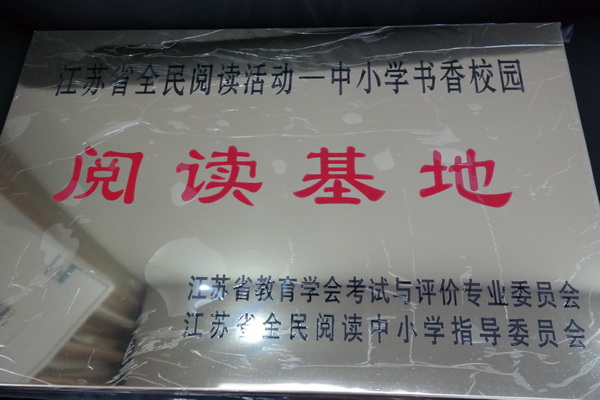 江苏省全民阅读活动—中小学书香校园
阅读基地
江苏省教育学会考试与评价专业委员会
江苏省全民阅读中小学指导委员会